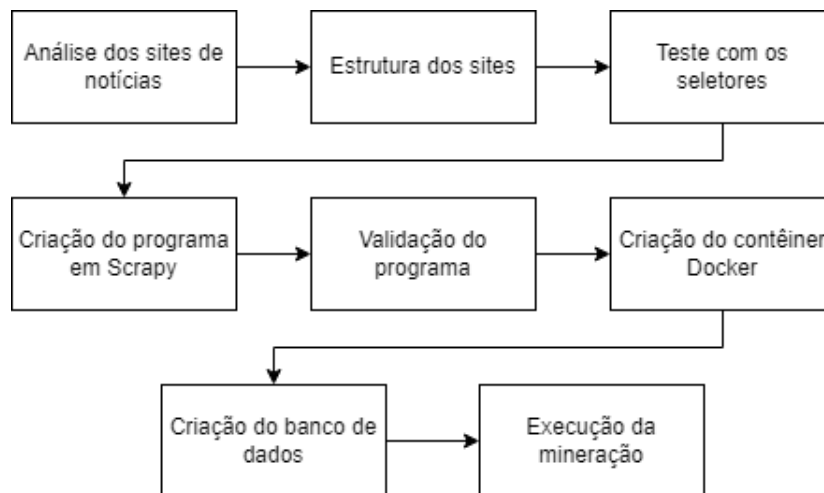 Análise dos sites de
notícias
Estrutura dos sites
Teste com os
seletores
Criação do programa
em Scrapy
Validação do
programa
Criação do contêiner
Docker
Criação do banco de
dados
Execução da
mineração